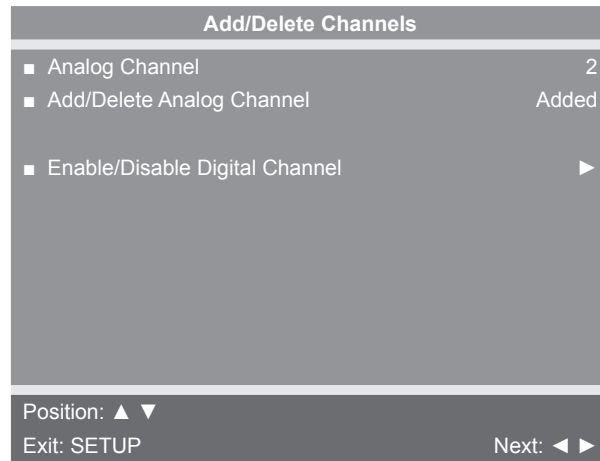 Add/Delete Channels
■ Analog Channel 2
■ Add/Delete Analog Channel Added
■ Enable/Disable Digital Channel ►
Position: ▲ ▼
Exit: SETUP Next: ◄ ►